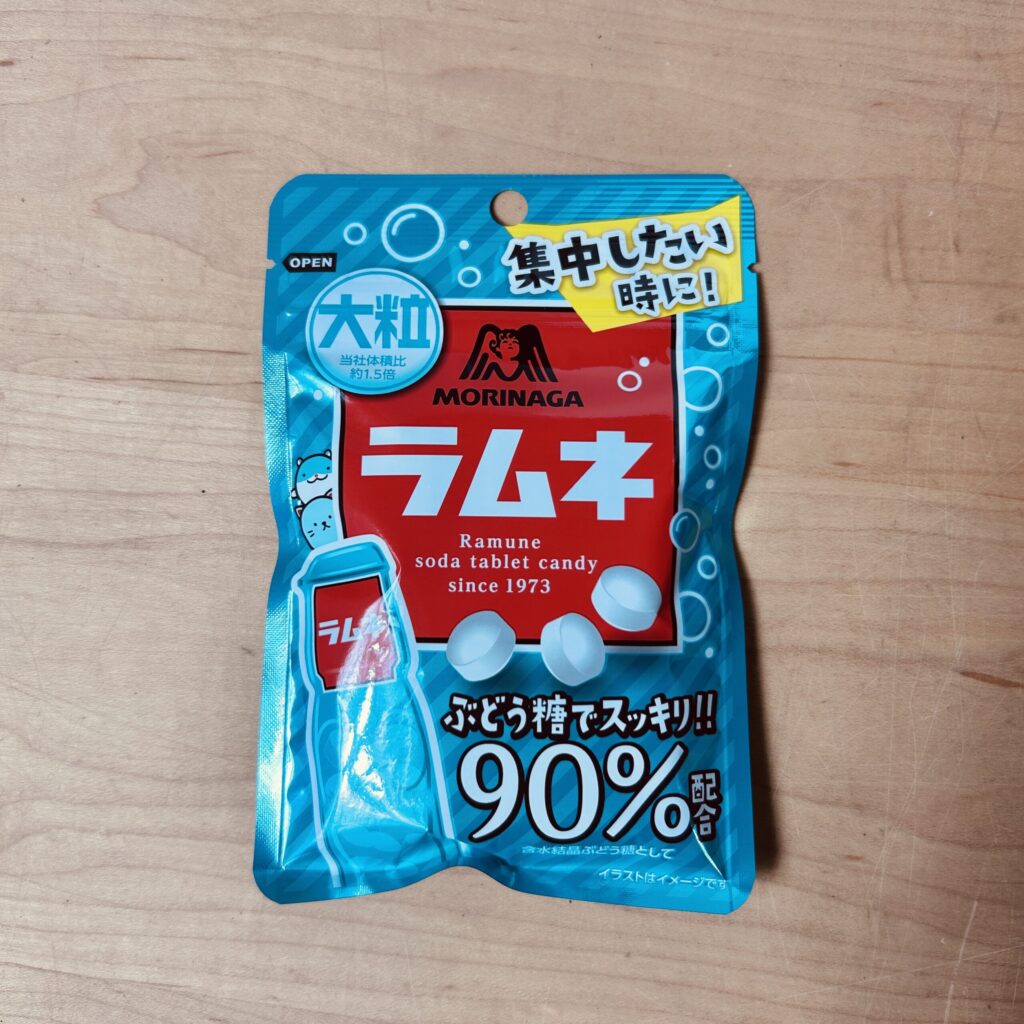 OPEN
集中したい
時に!
大粒
当社体積比
約1.5倍
MORINAGA
ラムネ
Ramune
soda tablet candy
since 1973
ラムネ
ぶどう糖でスッキリ!!
90%配合
含水結晶ぶどう糖として
イラストはイメージです